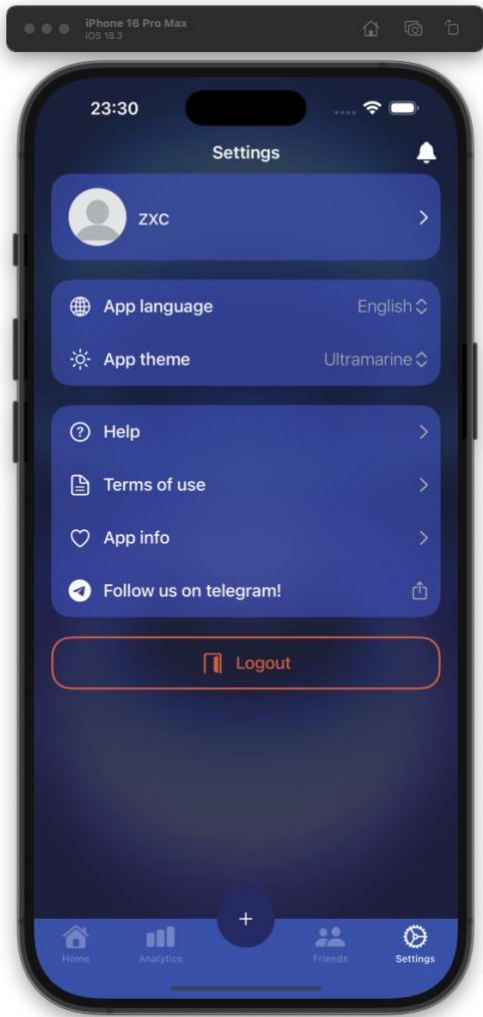 iPhone 16 Pro Max
iOS 18.3
23:30
Settings
zxc
App language English
App theme Ultramarine
Help
Terms of use
App info
Follow us on telegram!
Logout
+
Home Analytics Friends Settings